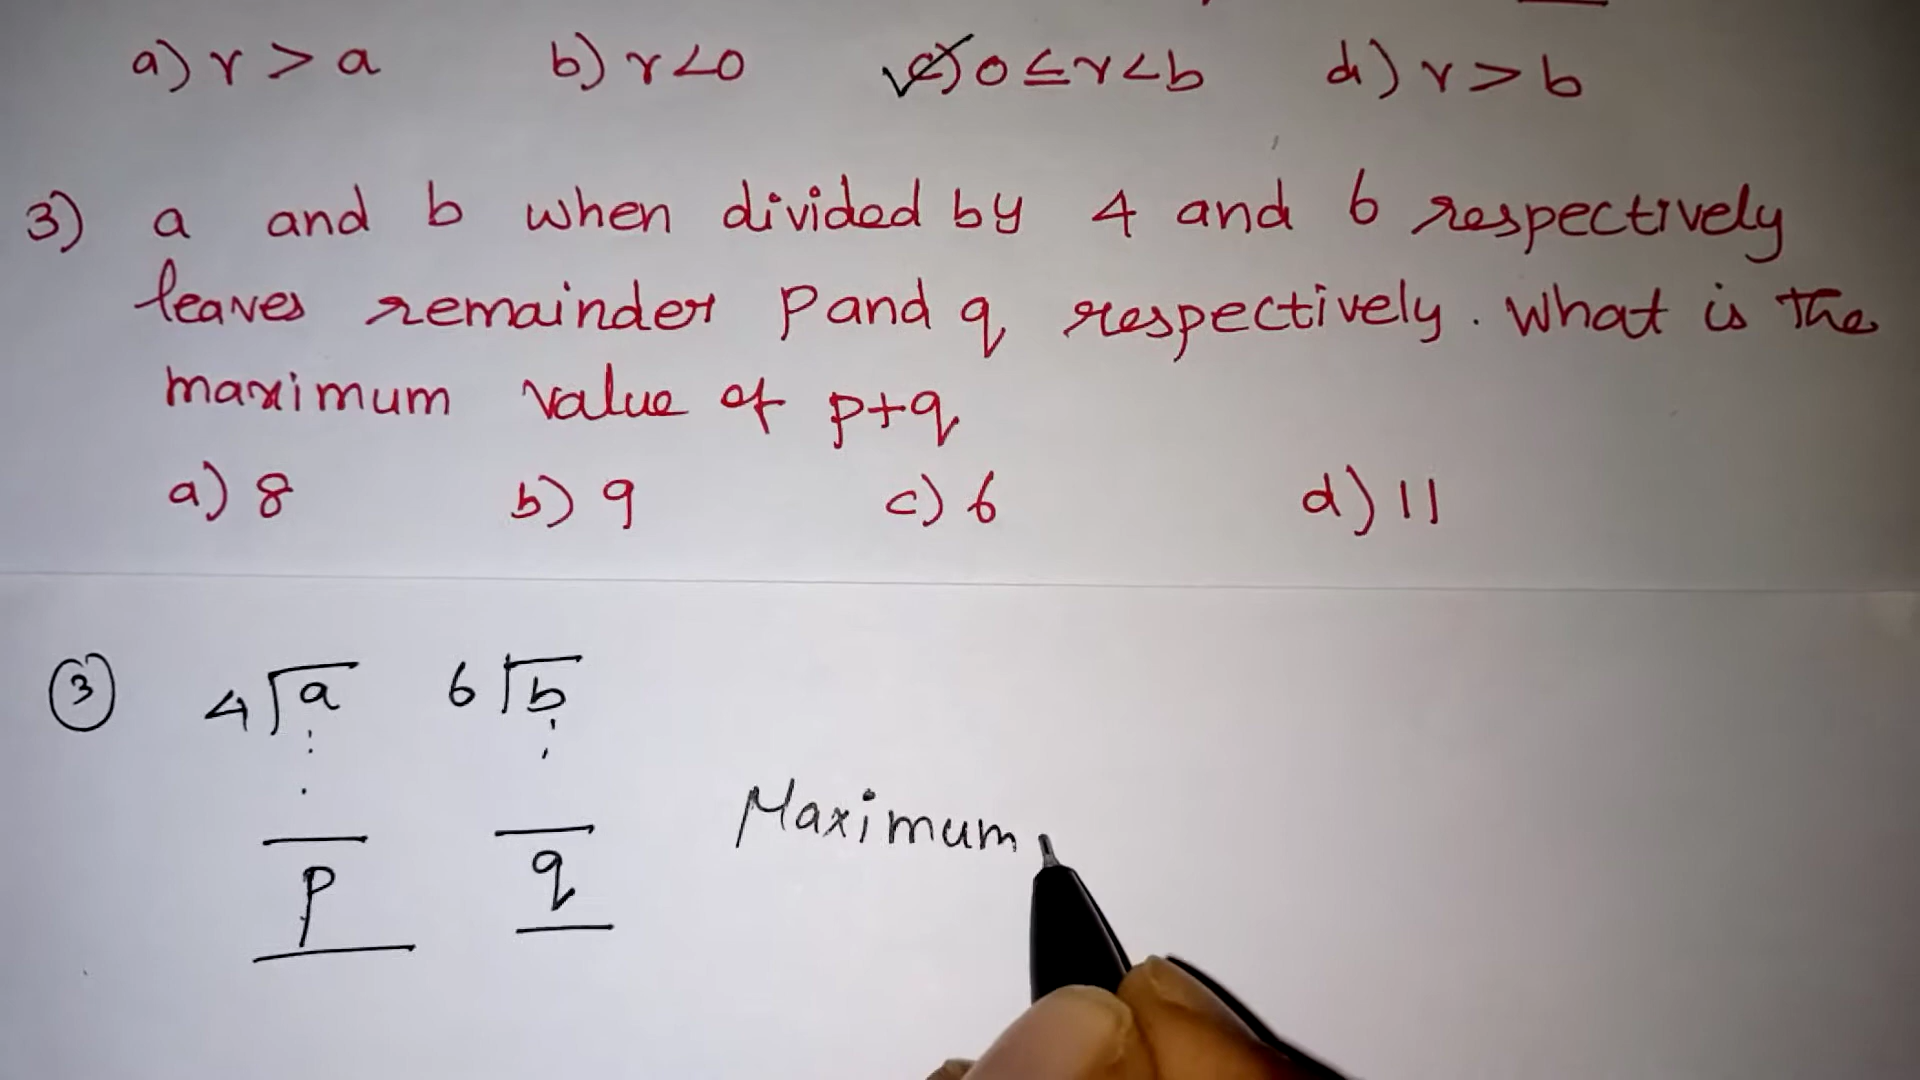 a) r > a b) r < 0 c) 0 ≤ r < b d) r > b
3) a and b when divided by 4 and 6 respectively
leaves remainder p and q respectively. What is the
maximum value of p+q
a) 8 b) 9 c) 6 d) 11
3 4 a 6 b
Maximum
p q